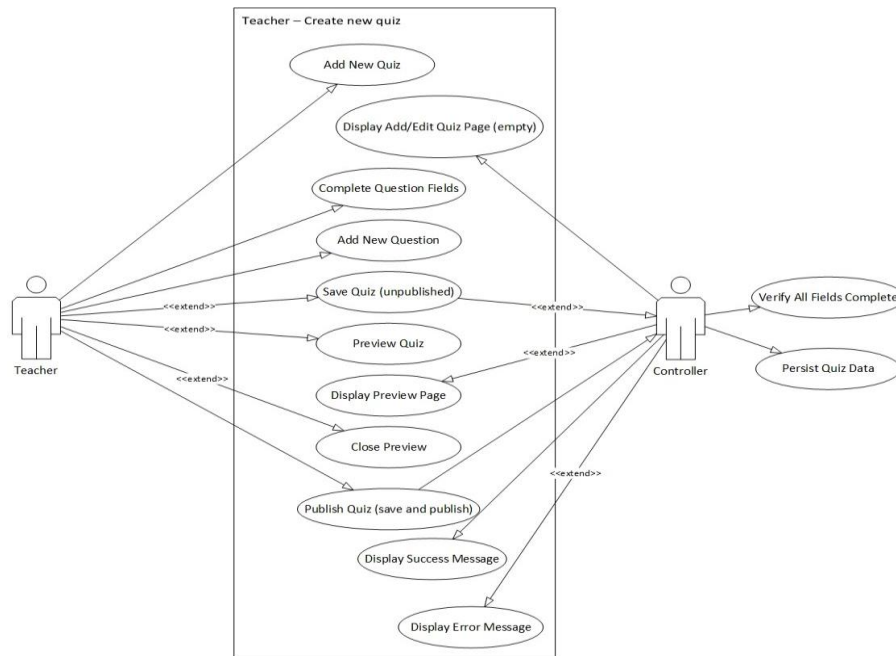 Teacher – Create new quiz
Add New Quiz
Display Add/Edit Quiz Page (empty)
Complete Question Fields
Add New Question
Save Quiz (unpublished)
<<extend>>
<<extend>>
Verify All Fields Complete
<<extend>>
Preview Quiz
<<extend>>
Teacher
Controller
Persist Quiz Data
<<extend>>
Display Preview Page
Close Preview
<<extend>>
Publish Quiz (save and publish)
Display Success Message
Display Error Message